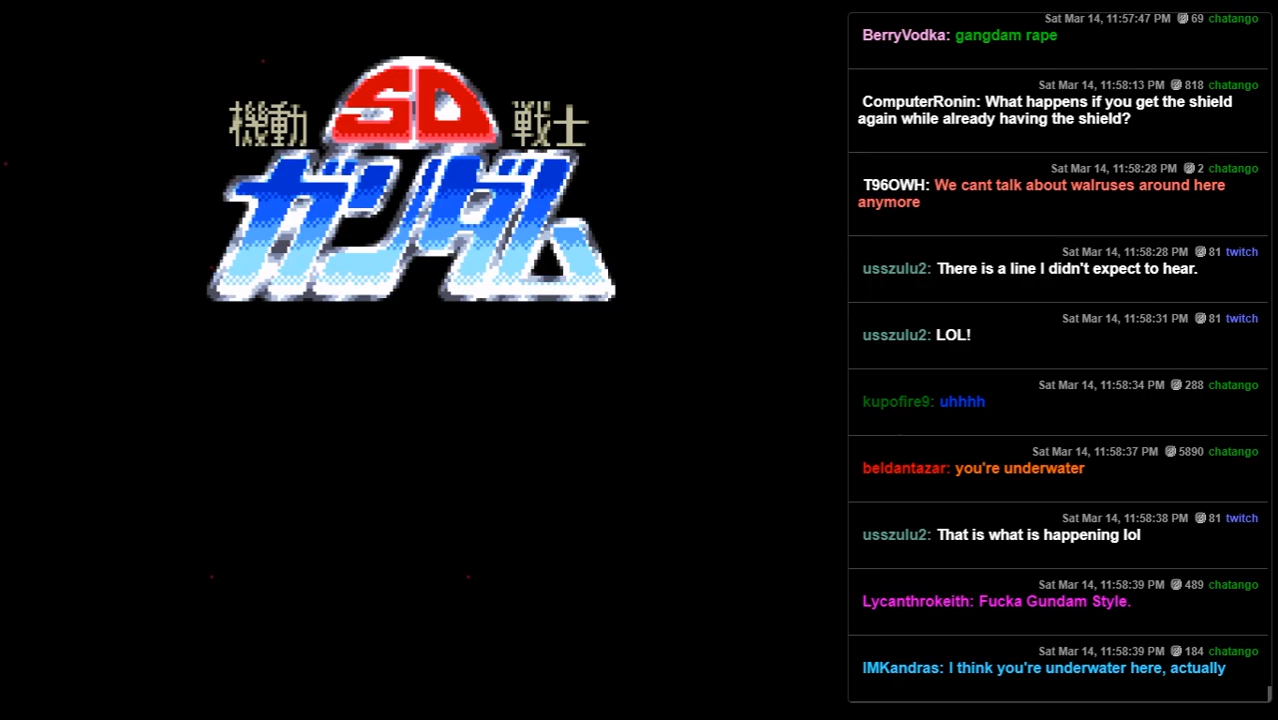 機動 SD 戦士
ガンダム
Sat Mar 14, 11:57:47 PM 69 chatango
BerryVodka: gangdam rape
Sat Mar 14, 11:58:13 PM 818 chatango
ComputerRonin: What happens if you get the shield
again while already having the shield?
Sat Mar 14, 11:58:28 PM 2 chatango
T96OWH: We cant talk about walruses around here
anymore
Sat Mar 14, 11:58:28 PM 81 twitch
usszulu2: There is a line I didn't expect to hear.
Sat Mar 14, 11:58:31 PM 81 twitch
usszulu2: LOL!
Sat Mar 14, 11:58:34 PM 288 chatango
kupofire9: uhhhh
Sat Mar 14, 11:58:37 PM 5890 chatango
beldantazar: you're underwater
Sat Mar 14, 11:58:38 PM 81 twitch
usszulu2: That is what is happening lol
Sat Mar 14, 11:58:39 PM 489 chatango
Lycanthrokeith: Fucka Gundam Style.
Sat Mar 14, 11:58:39 PM 184 chatango
IMKandras: I think you're underwater here, actually